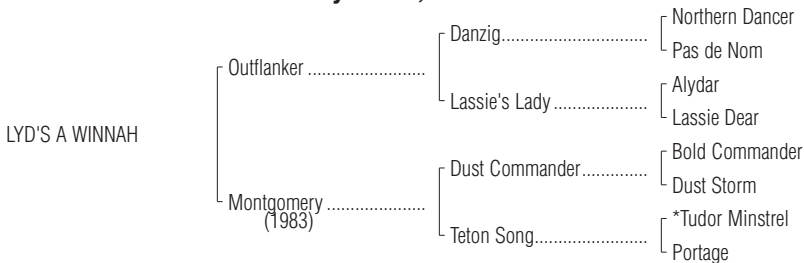 Northern Dancer
Danzig..............................
Pas de Nom
Outflanker .........................
Alydar
Lassie's Lady ....................
Lassie Dear
LYD'S A WINNAH
Bold Commander
Dust Commander..............
Dust Storm
Montgomery .....................
(1983)
*Tudor Minstrel
Teton Song........................
Portage